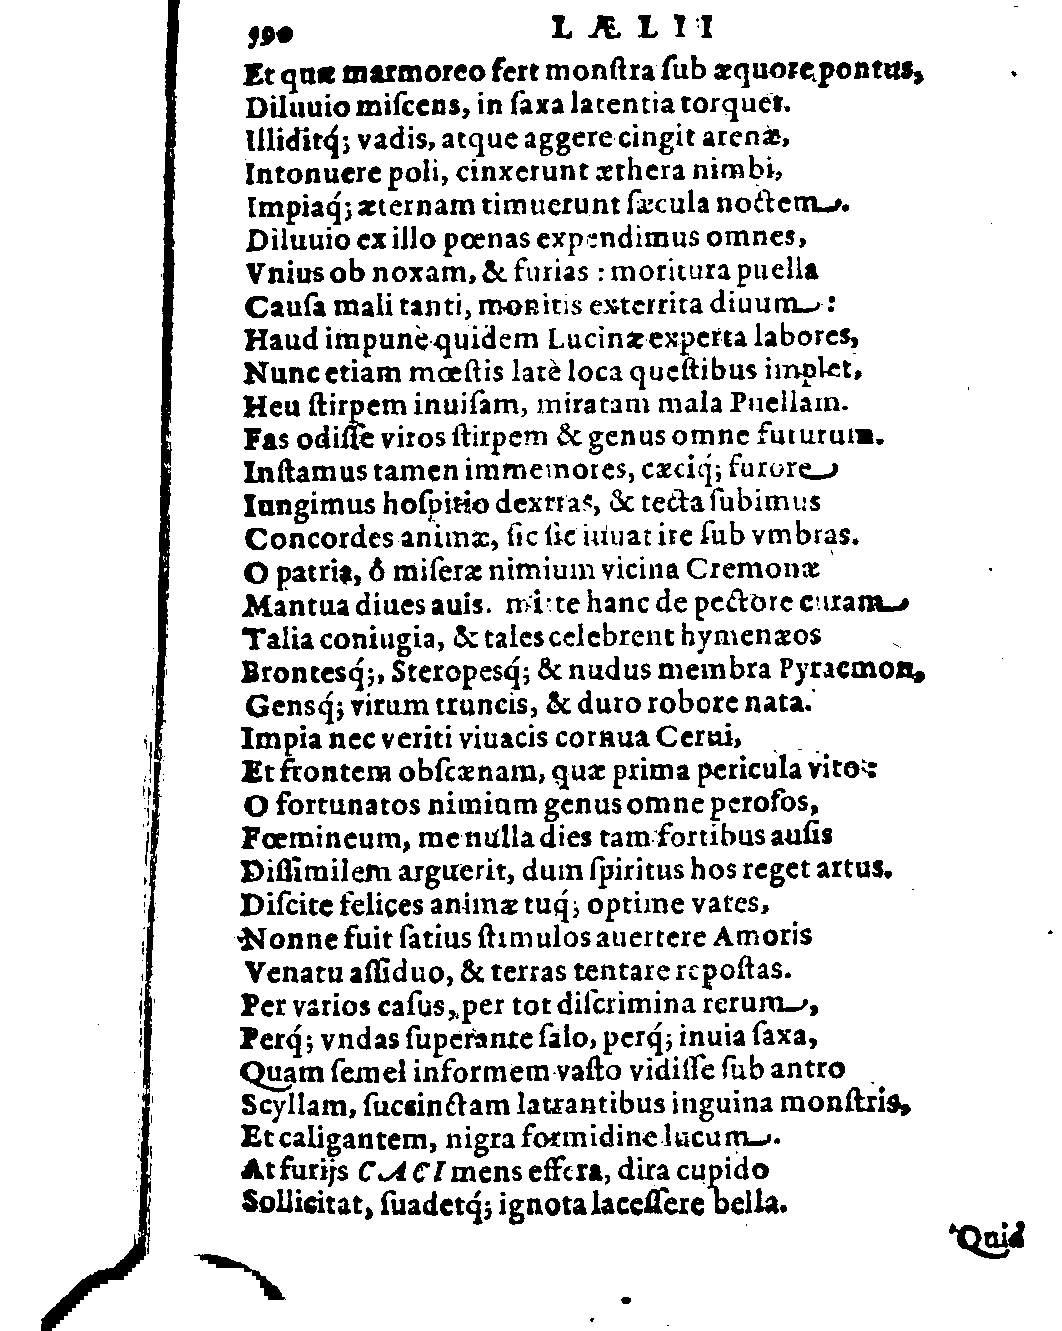 590 LÆLII
Et quæ marmoreo fert monſtra ſub æquore pontus,
Diluuio miſcens, in ſaxa latentia torquet.
Illiditq́; vadis, atque aggere cingit arenæ,
Intonuere poli, cinxerunt æthera nimbi,
Impiaq́; æternam timuerunt ſæcula noctem.
Diluuio ex illo pœnas expendimus omnes,
Vnius ob noxam, & furias : moritura puella
Cauſa mali tanti, monitis exterrita diuum :
Haud impunè quidem Lucinæ experta labores,
Nunc etiam mœſtis latè loca queſtibus implet,
Heu ſtirpem inuiſam, miratam mala Puellam.
Fas odiſſe viros ſtirpem & genus omne futurum.
Inſtamus tamen immemores, cæciq́; furore
Iungimus hoſpitio dextras, & tecta ſubimus
Concordes animæ, ſic ſic iuuat ire ſub vmbras.
O patria, ô miſeræ nimium vicina Cremonæ
Mantua diues auis. mitte hanc de pectore curam
Talia coniugia, & tales celebrent hymenæos
Brontesq́;, Steropesq́; & nudus membra Pyracmon,
Gensq́; virum truncis, & duro robore nata.
Impia nec veriti viuacis cornua Cerui,
Et frontem obſcænam, quæ prima pericula vito:
O fortunatos nimium genus omne peroſos,
Fœmineum, me nulla dies tam fortibus auſis
Diſſimilem arguerit, dum ſpiritus hos reget artus.
Diſcite felices animæ tuq́; optime vates,
Nonne fuit ſatius ſtimulos auertere Amoris
Venatu aſſiduo, & terras tentare repoſtas.
Per varios caſus, per tot diſcrimina rerum,
Perq́; vndas ſuperante ſalo, perq́; inuia ſaxa,
Quam ſemel informem vaſto vidiſſe ſub antro
Scyllam, ſuccinctam latrantibus inguina monſtris,
Et caligantem, nigra formidine lucum.
At furijs CACI mens effera, dira cupido
Sollicitat, ſuadetq́; ignota laceſſere bella.
Quid